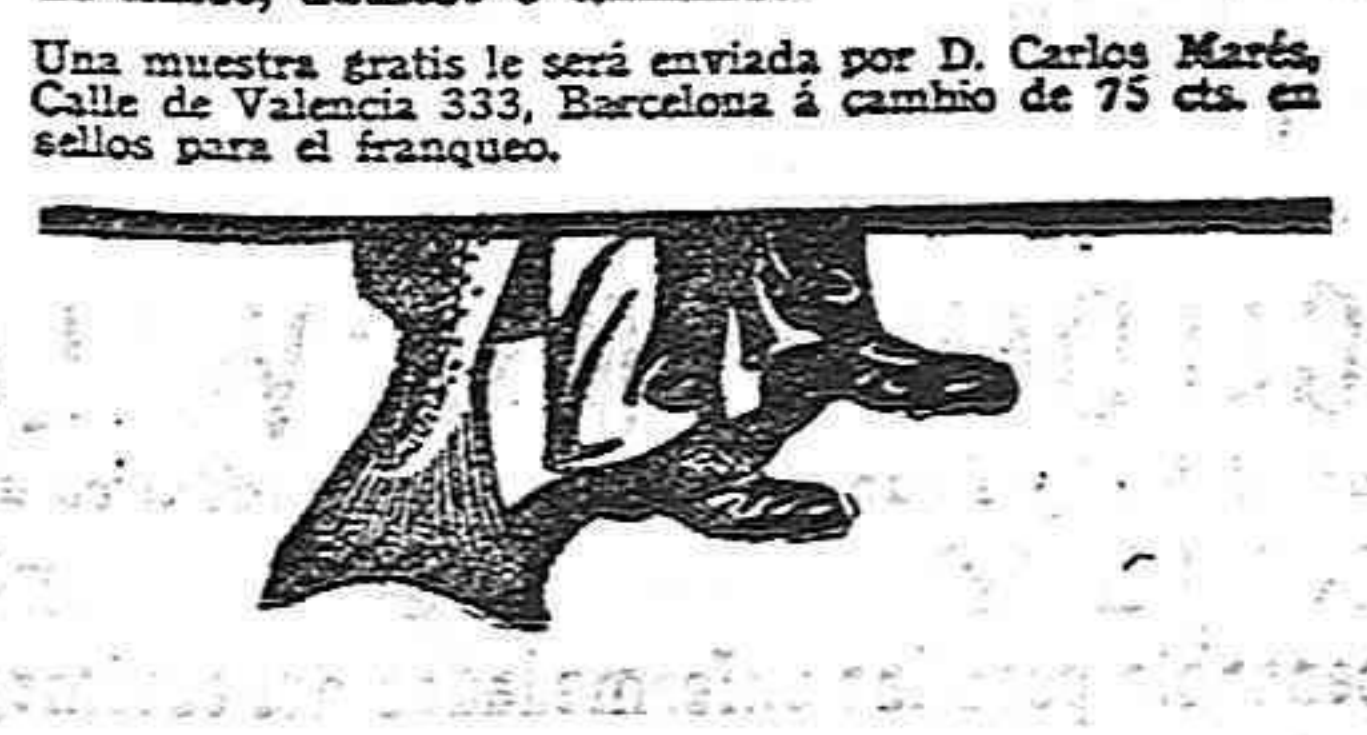 Una muestra gratis le será enviada por D. Carlos Marés,
Calle de Valencia 333, Barcelona á cambio de 75 cts. en
sellos para el franqueo.